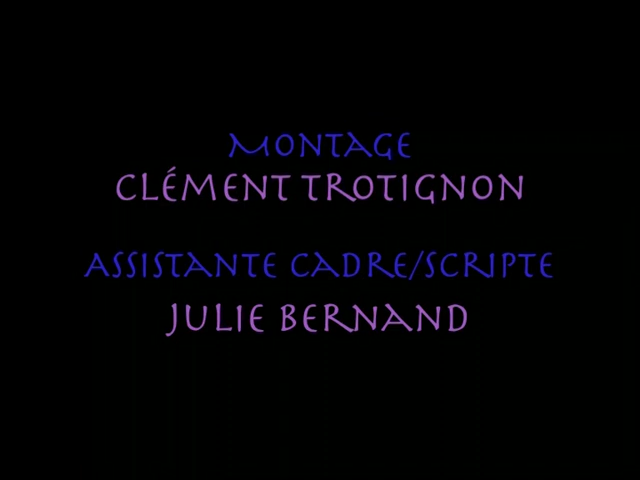 Montage
Clément Trotignon
Assistante cadre/scripte
Julie Bernand